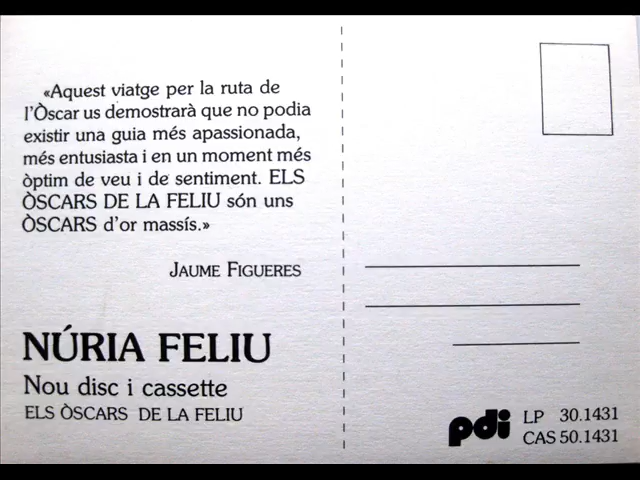 «Aquest viatge per la ruta de
l'Òscar us demostrarà que no podia
existir una guia més apassionada,
més entusiasta i en un moment més
òptim de veu i de sentiment. ELS
ÒSCARS DE LA FELIU són uns
ÒSCARS d'or massís.»
JAUME FIGUERES
NÚRIA FELIU
Nou disc i cassette
ELS ÒSCARS DE LA FELIU
pdi
LP 30.1431
CAS 50.1431